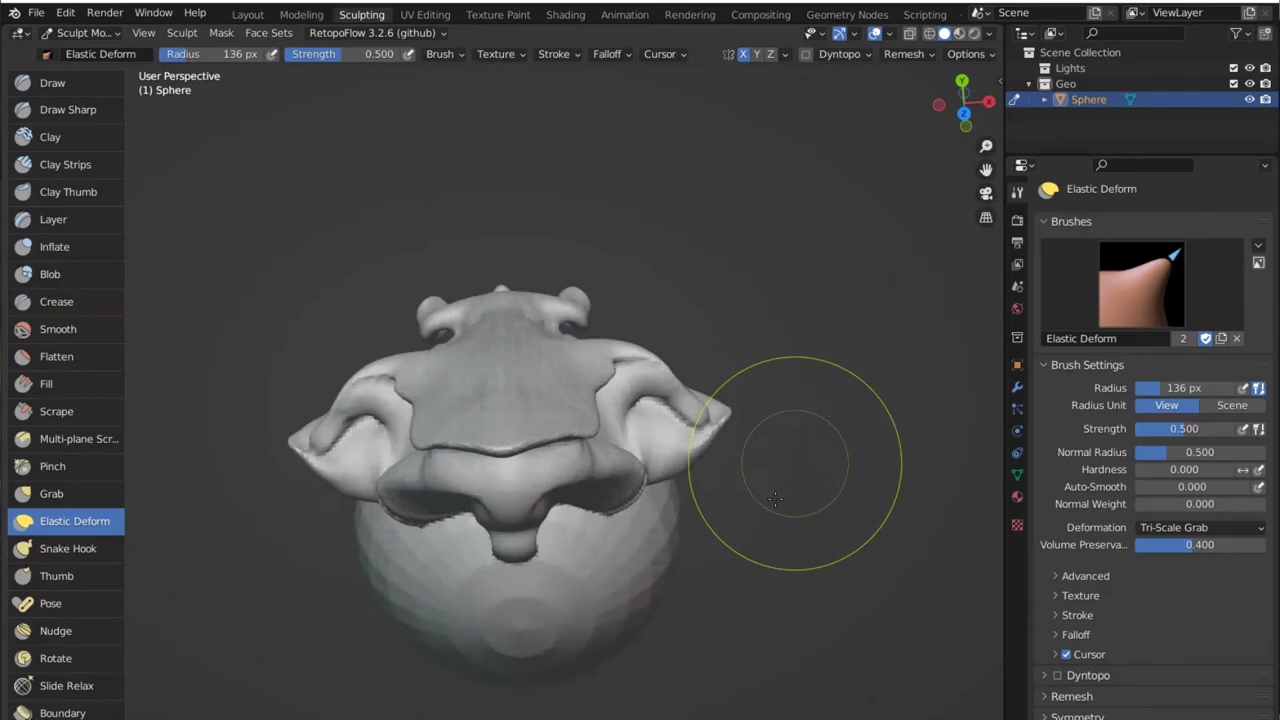 File Edit Render Window Help Layout Modeling Sculpting UV Editing Texture Paint Shading Animation Rendering Compositing Geometry Nodes Scripting Scene ViewLayer
Sculpt Mo... View Sculpt Mask Face Sets RetopoFlow 3.2.6 (github)
Elastic Deform Radius 136 px Strength 0.500 Brush Texture Stroke Falloff Cursor X Y Z Dyntopo Remesh Options
Scene Collection
Lights
Geo
Sphere
User Perspective
(1) Sphere
Y
X
Z
Draw
Draw Sharp
Clay
Clay Strips
Clay Thumb
Layer
Inflate
Blob
Crease
Smooth
Flatten
Fill
Scrape
Multi-plane Scr...
Pinch
Grab
Elastic Deform
Snake Hook
Thumb
Pose
Nudge
Rotate
Slide Relax
Boundary
Elastic Deform
Brushes
Elastic Deform 2
Brush Settings
Radius 136 px
Radius Unit View Scene
Strength 0.500
Normal Radius 0.500
Hardness 0.000
Auto-Smooth 0.000
Normal Weight 0.000
Deformation Tri-Scale Grab
Volume Preserva... 0.400
Advanced
Texture
Stroke
Falloff
Cursor
Dyntopo
Remesh
Symmetry